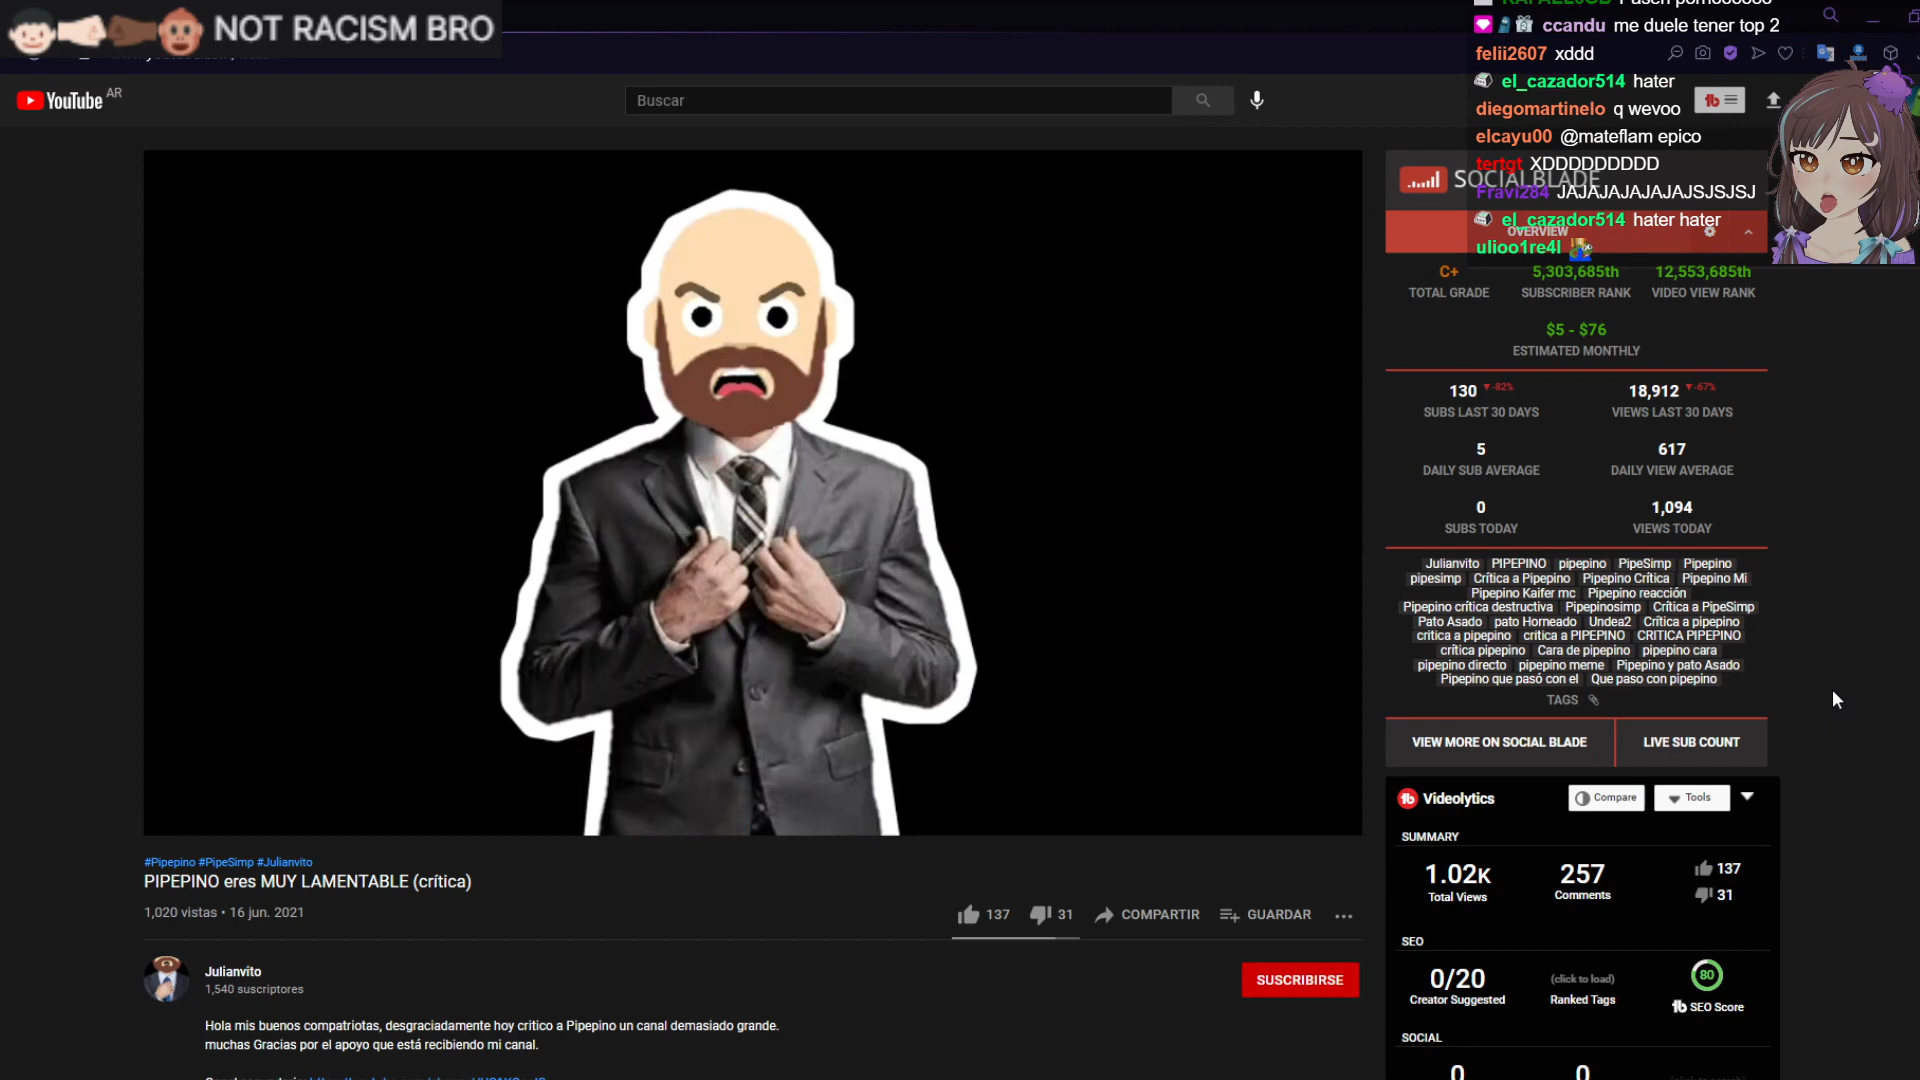 NOT RACISM BRO
ccandu me duele tener top 2
felii2607 xddd
el_cazador514 hater
diegomartinelo q wevoo
elcayu00 @mateflam epico
tertgt XDDDDDDDDD
Fravi284 JAJAJAJAJAJAJSJSJSJ
el_cazador514 hater hater
ulioo1re4l
YouTube AR
Buscar
SOCIALBLADE
OVERVIEW
C+ 5,303,685th 12,553,685th
TOTAL GRADE SUBSCRIBER RANK VIDEO VIEW RANK
$5 - $76
ESTIMATED MONTHLY
130 -82% 18,912 -67%
SUBS LAST 30 DAYS VIEWS LAST 30 DAYS
5 617
DAILY SUB AVERAGE DAILY VIEW AVERAGE
0 1,094
SUBS TODAY VIEWS TODAY
Julianvito PIPEPINO pipepino PipeSimp Pipepino
pipesimp Crítica a Pipepino Pipepino Crítica Pipepino Mi
Pipepino Kaifer mc Pipepino reacción
Pipepino crítica destructiva Pipepinosimp Crítica a PipeSimp
Pato Asado pato Horneado Undea2 Crítica a pipepino
critica a pipepino critica a PIPEPINO CRITICA PIPEPINO
crítica pipepino Cara de pipepino pipepino cara
pipepino directo pipepino meme Pipepino y pato Asado
Pipepino que pasó con el Que paso con pipepino
TAGS
VIEW MORE ON SOCIAL BLADE LIVE SUB COUNT
Videolytics Compare Tools
SUMMARY
1.02K 257 137
Total Views Comments 31
SEO
0/20 (click to load) 80
Creator Suggested Ranked Tags SEO Score
SOCIAL
0 0
#Pipepino #PipeSimp #Julianvito
PIPEPINO eres MUY LAMENTABLE (crítica)
1,020 vistas • 16 jun. 2021
137 31 COMPARTIR GUARDAR
Julianvito
1,540 suscriptores
SUSCRIBIRSE
Hola mis buenos compatriotas, desgraciadamente hoy critico a Pipepino un canal demasiado grande.
muchas Gracias por el apoyo que está recibiendo mi canal.